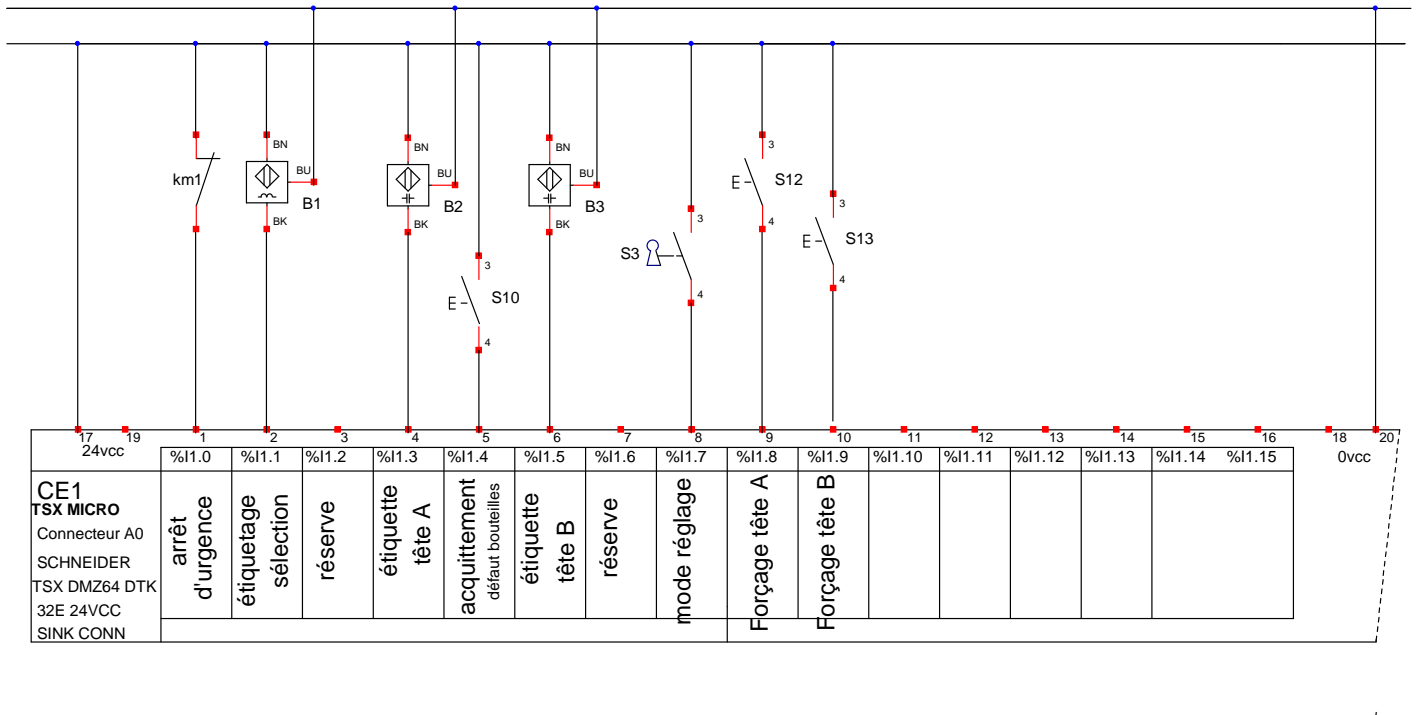 BN
BN
BN
3
km1
BU
BU
BU
E
S12
B1
B2
B3
3
BK
BK
BK
3
4
E
S13
S3
3
4
4
E
S10
4
17
19
1
2
3
4
5
6
7
8
9
10
11
12
13
14
15
16
18
20
24vcc
%I1.0
%I1.1
%I1.2
%I1.3
%I1.4
%I1.5
%I1.6
%I1.7
%I1.8
%I1.9
%I1.10
%I1.11
%I1.12
%I1.13
%I1.14
%I1.15
0vcc
CE1
TSX MICRO
Connecteur A0
SCHNEIDER
TSX DMZ64 DTK
32E 24VCC
SINK CONN
arrêt
d'urgence
étiquetage
sélection
réserve
étiquette
tête A
acquittement
défaut bouteilles
étiquette
tête B
réserve
mode réglage
Forçage tête A
Forçage tête B